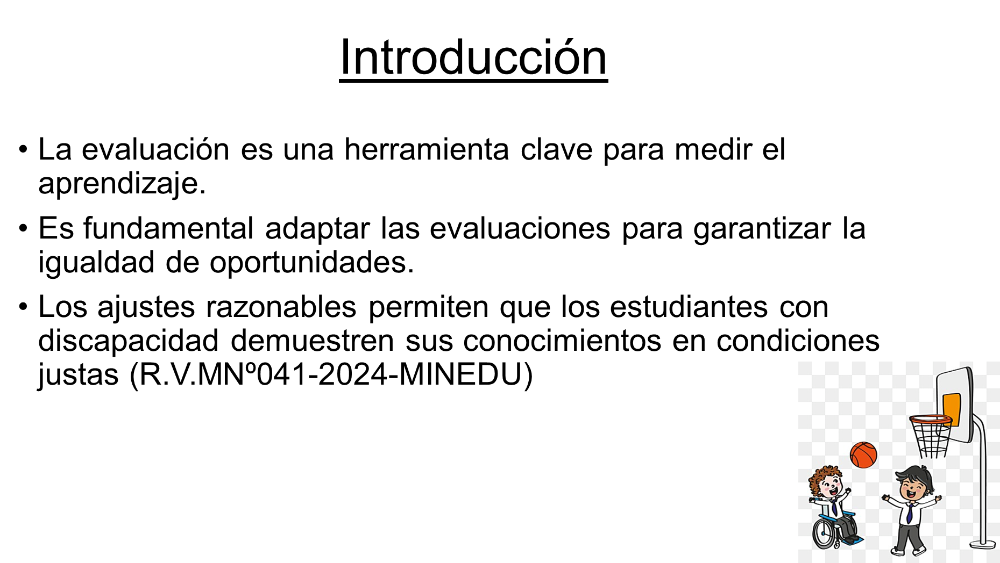 Introducción
• La evaluación es una herramienta clave para medir el
aprendizaje.
• Es fundamental adaptar las evaluaciones para garantizar la
igualdad de oportunidades.
• Los ajustes razonables permiten que los estudiantes con
discapacidad demuestren sus conocimientos en condiciones
justas (R.V.MNº041-2024-MINEDU)